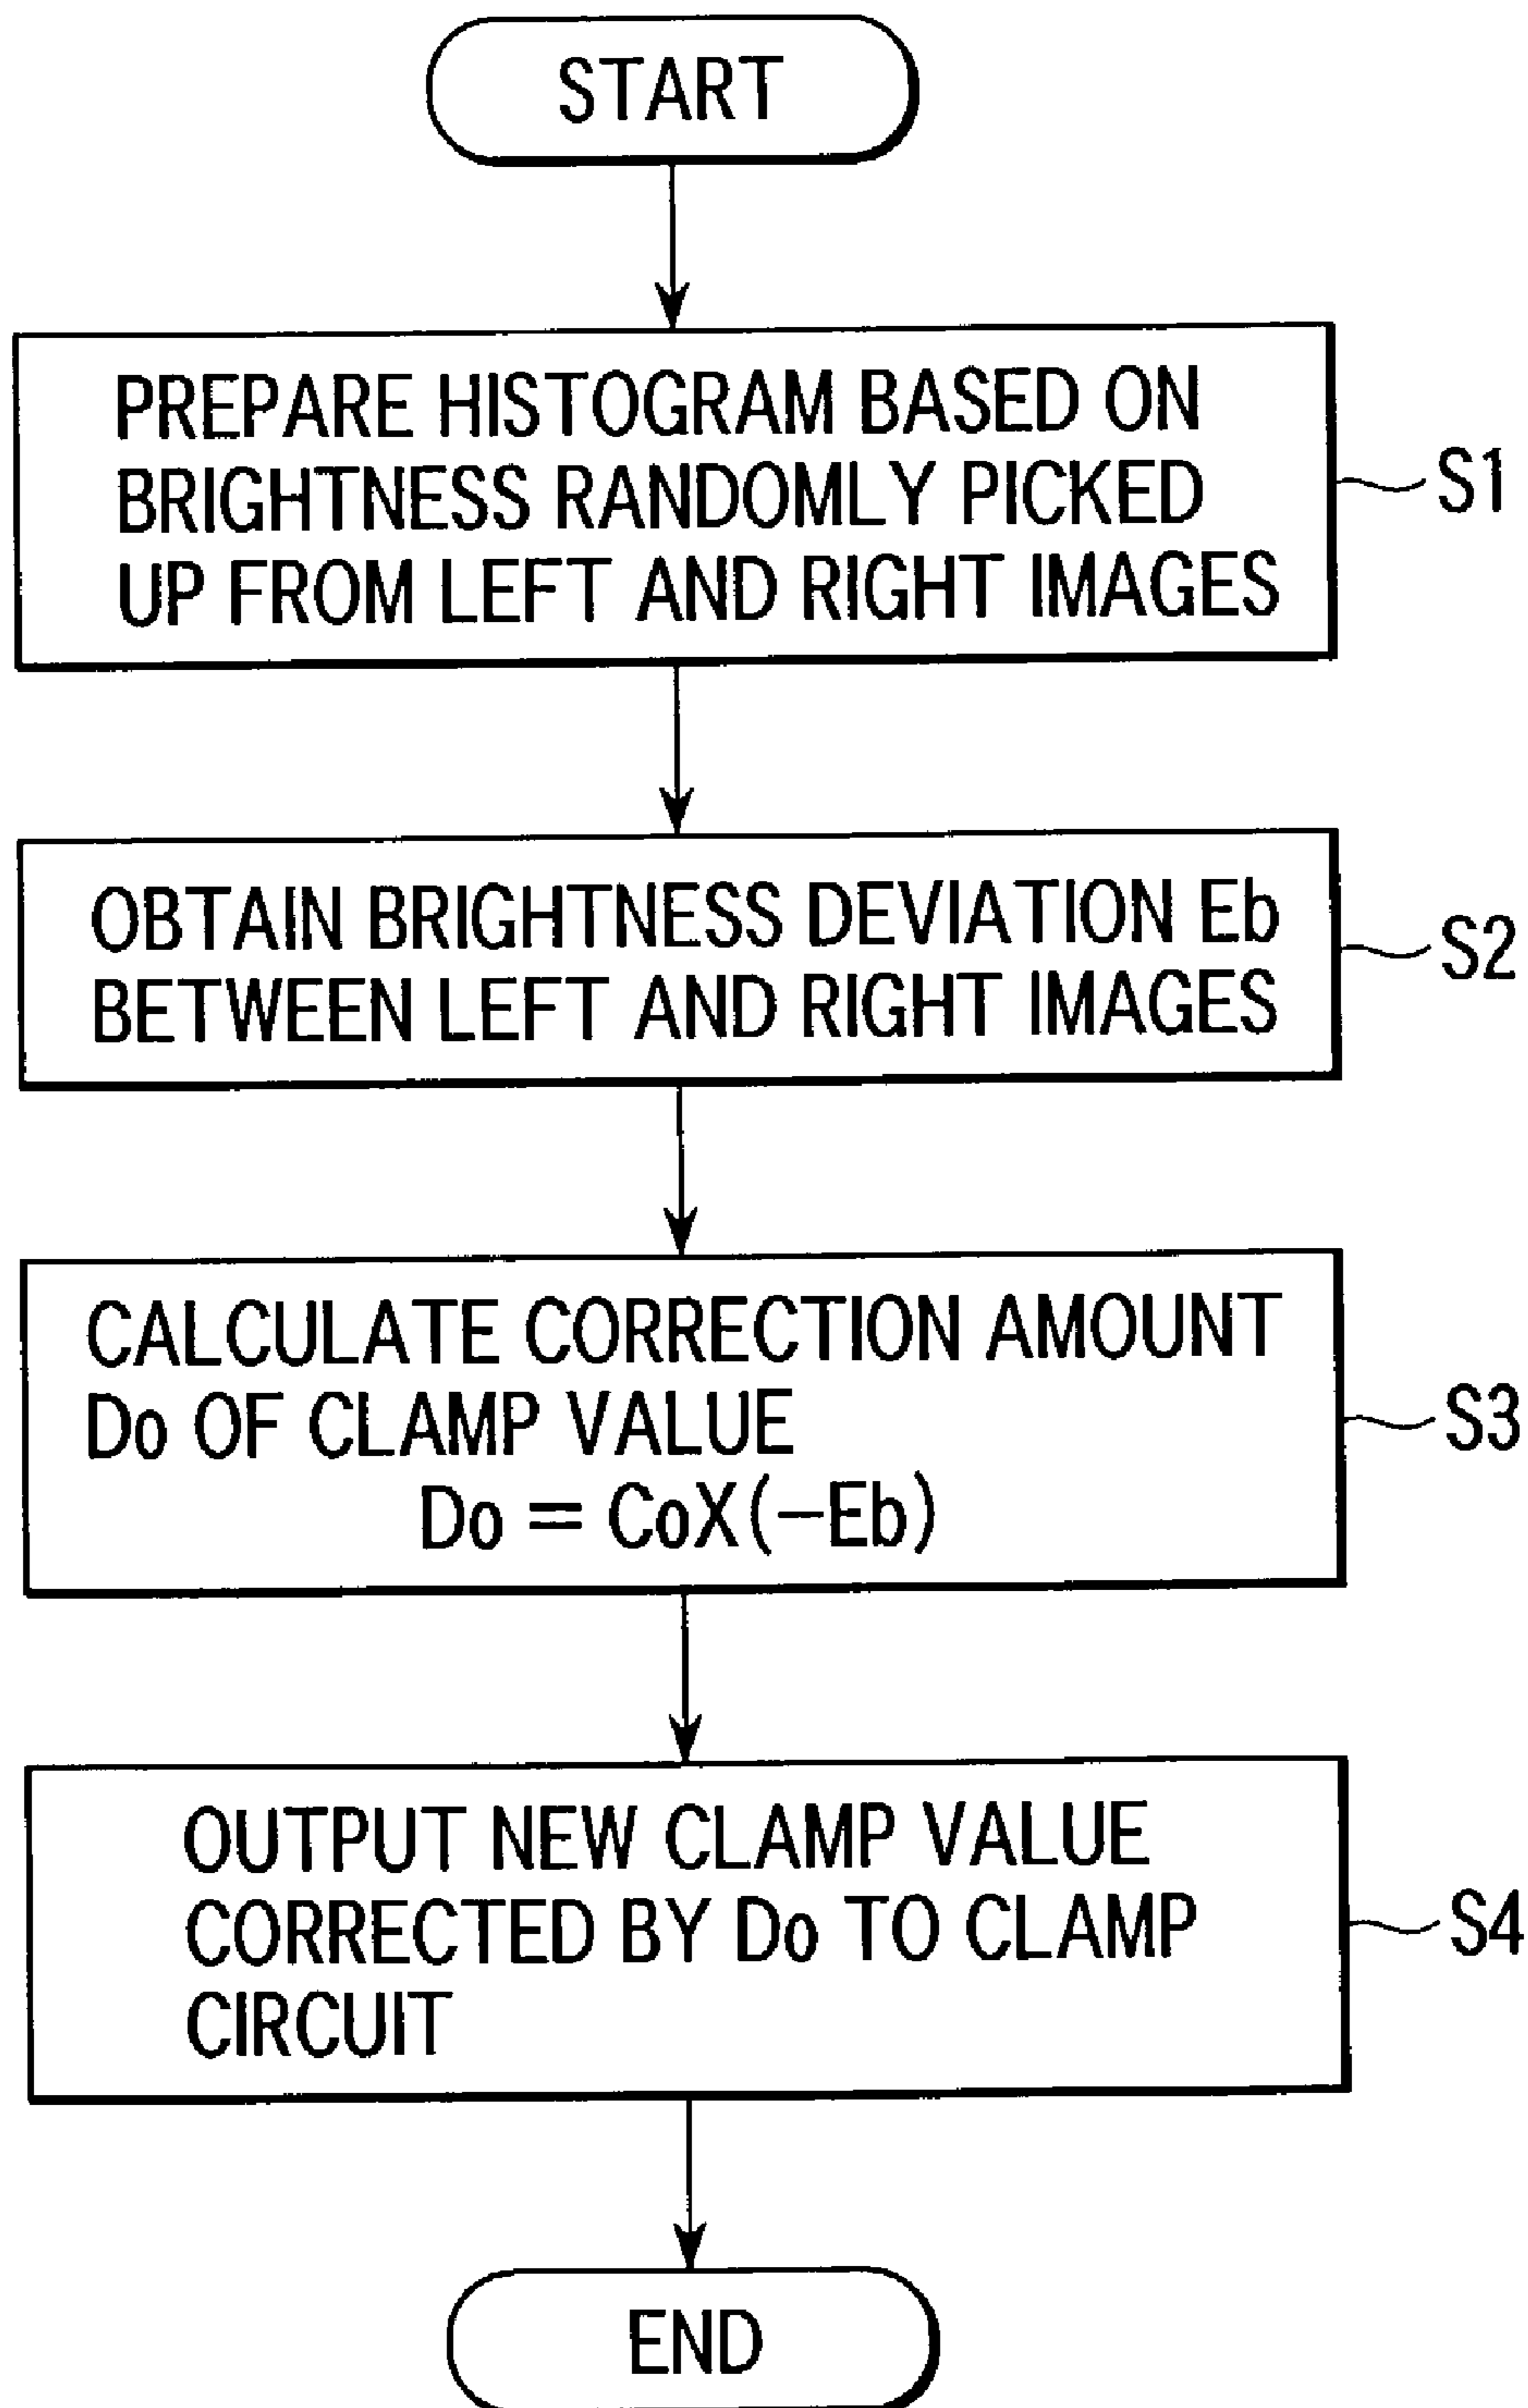 START
PREPARE HISTOGRAM BASED ON
BRIGHTNESS RANDOMLY PICKED
UP FROM LEFT AND RIGHT IMAGES
S1
OBTAIN BRIGHTNESS DEVIATION Eb
BETWEEN LEFT AND RIGHT IMAGES
S2
CALCULATE CORRECTION AMOUNT
Do OF CLAMP VALUE
Do = CoX(-Eb)
S3
OUTPUT NEW CLAMP VALUE
CORRECTED BY Do TO CLAMP
CIRCUIT
S4
END